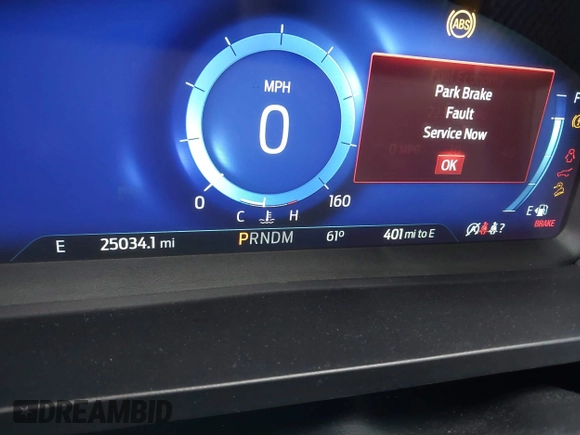 ABS
Park Brake
Fault
Service Now
OK
MPH
0
0
160
C
H
F
E
BRAKE
E
25034.1 mi
PRNDM
61°
401 mi to E
?
DREAMBID